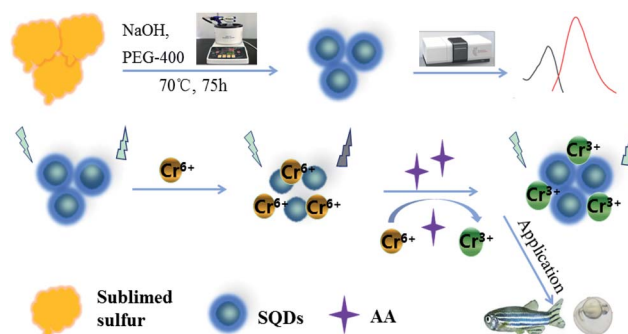 NaOH,
PEG-400
70℃, 75h
Cr6+
Cr6+
Cr6+ Cr6+
Cr6+ Cr3+
Cr3+
Cr3+ Cr3+
Application
Sublimed
sulfur
SQDs
AA